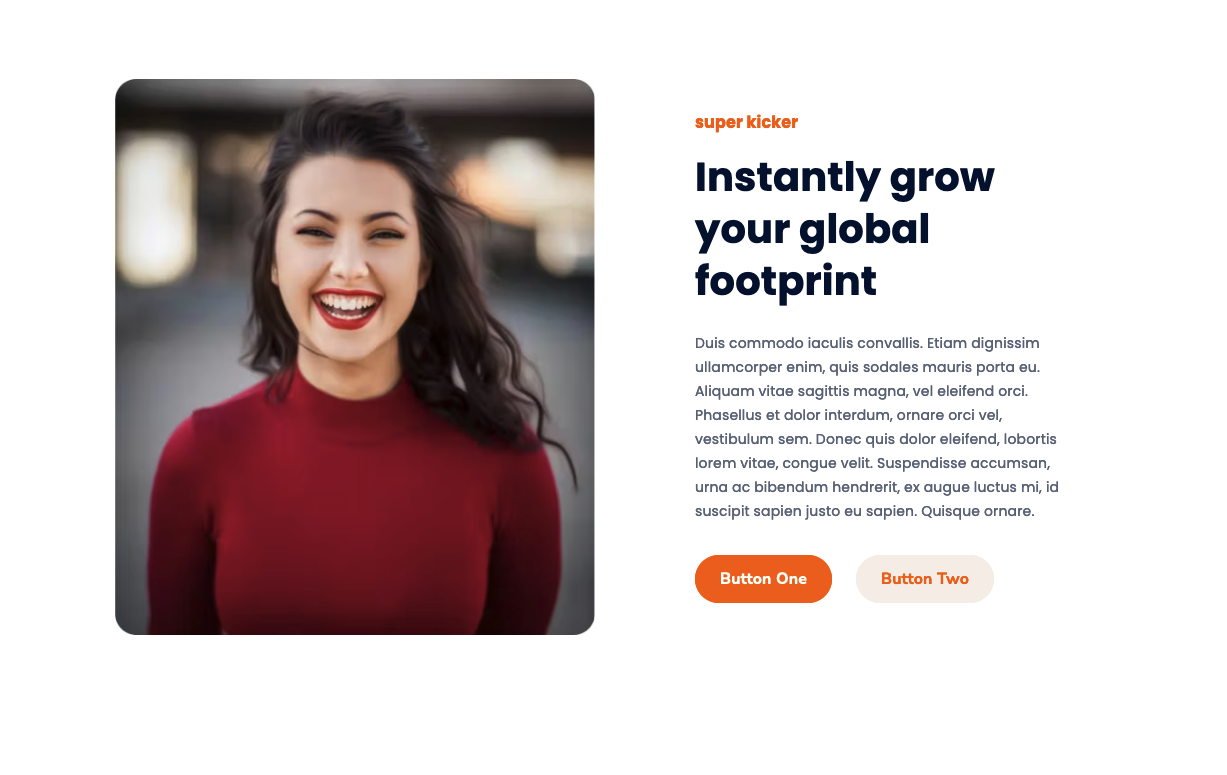 super kicker
Instantly grow
your global
footprint
Duis commodo iaculis convallis. Etiam dignissim
ullamcorper enim, quis sodales mauris porta eu.
Aliquam vitae sagittis magna, vel eleifend orci.
Phasellus et dolor interdum, ornare orci vel,
vestibulum sem. Donec quis dolor eleifend, lobortis
lorem vitae, congue velit. Suspendisse accumsan,
urna ac bibendum hendrerit, ex augue luctus mi, id
suscipit sapien justo eu sapien. Quisque ornare.
Button One
Button Two